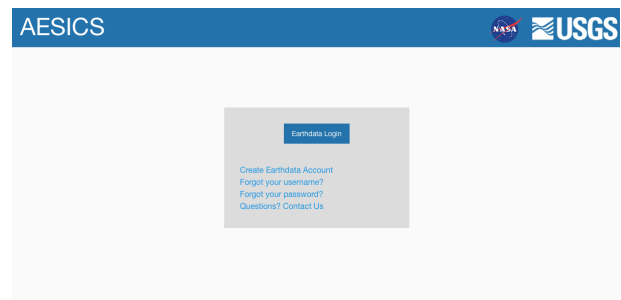 AESICS
NASA
USGS
Earthdata Login
Create Earthdata Account
Forgot your username?
Forgot your password?
Questions? Contact Us